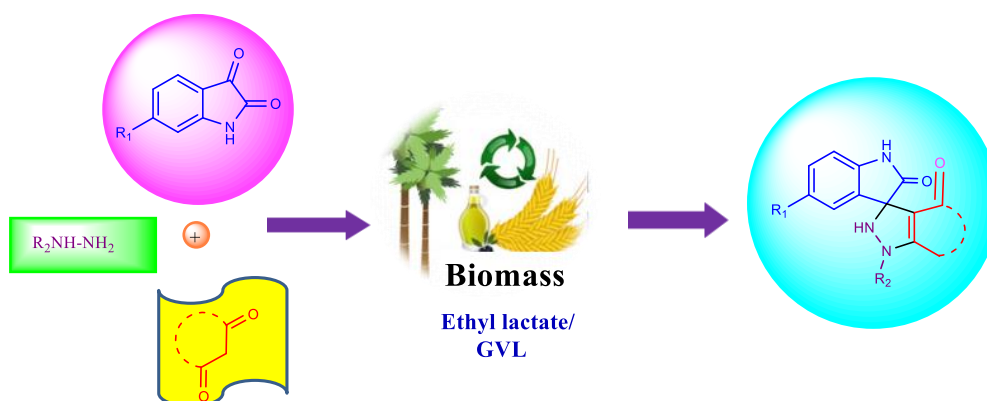 O
O
N
H
R1
R2NH-NH2
+
O
O
Biomass
Ethyl lactate/
GVL
H
N
O
O
R1
HN
N
R2